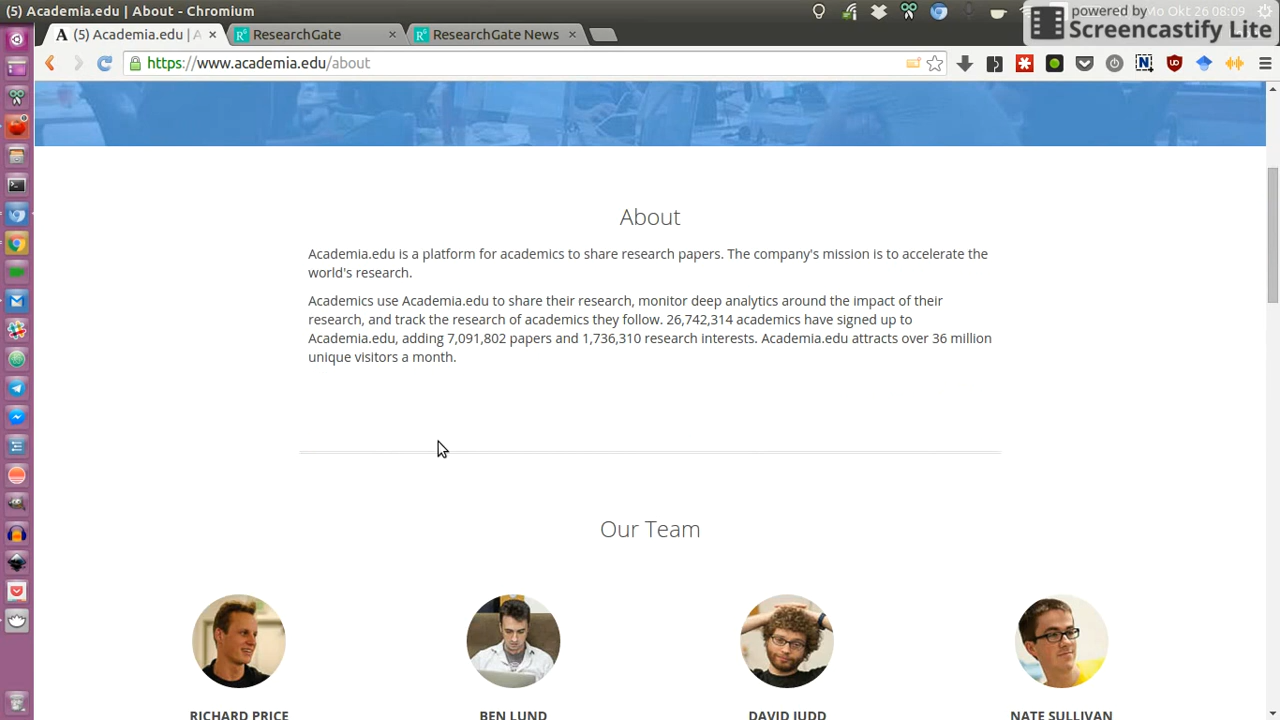 (5) Academia.edu | About - Chromium
Mo Okt 26 08:09
powered by
Screencastify Lite
(5) Academia.edu | A
ResearchGate
ResearchGate News
https://www.academia.edu/about
About
Academia.edu is a platform for academics to share research papers. The company's mission is to accelerate the
world's research.
Academics use Academia.edu to share their research, monitor deep analytics around the impact of their
research, and track the research of academics they follow. 26,742,314 academics have signed up to
Academia.edu, adding 7,091,802 papers and 1,736,310 research interests. Academia.edu attracts over 36 million
unique visitors a month.
Our Team
RICHARD PRICE
BEN LUND
DAVID JUDD
NATE SULLIVAN